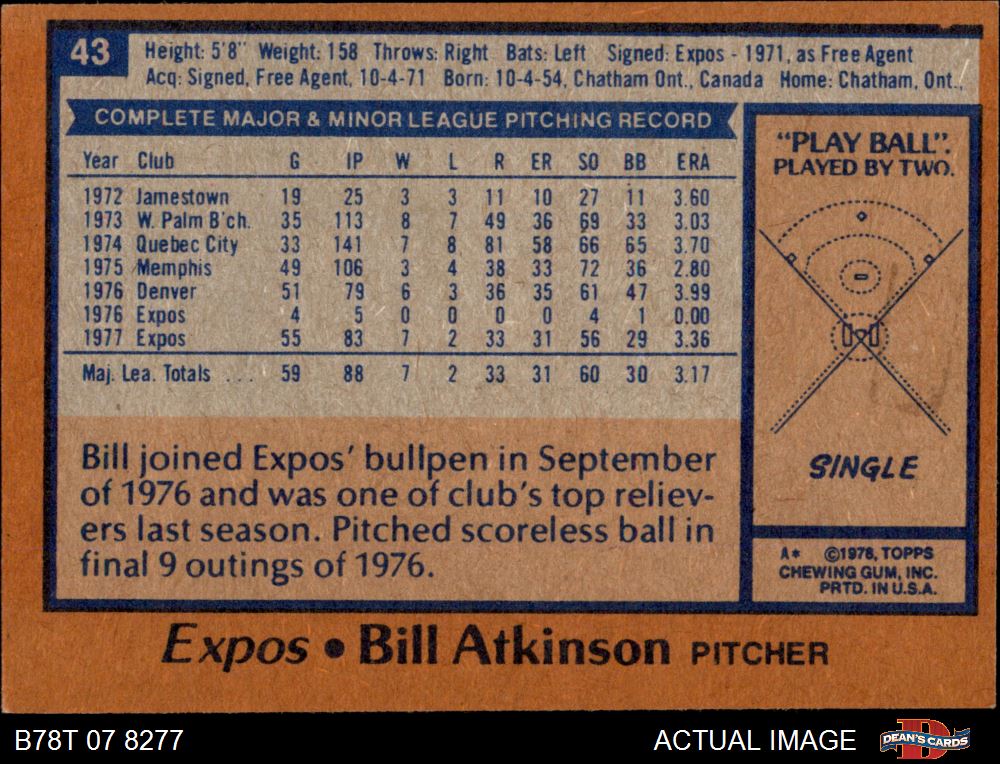 43
Height: 5'8" Weight: 158 Throws: Right Bats: Left Signed: Expos - 1971, as Free Agent
Acq: Signed, Free Agent, 10-4-71 Born: 10-4-54, Chatham Ont., Canada Home: Chatham, Ont.,
COMPLETE MAJOR & MINOR LEAGUE PITCHING RECORD
Year Club G IP W L R ER SO BB ERA
1972 Jamestown 19 25 3 3 11 10 27 11 3.60
1973 W. Palm B'ch. 35 113 8 7 49 36 69 33 3.03
1974 Quebec City 33 141 7 8 81 58 66 65 3.70
1975 Memphis 49 106 3 4 38 33 72 36 2.80
1976 Denver 51 79 6 3 36 35 61 47 3.99
1976 Expos 4 5 0 0 0 0 4 1 0.00
1977 Expos 55 83 7 2 33 31 56 29 3.36
Maj. Lea. Totals ... 59 88 7 2 33 31 60 30 3.17
Bill joined Expos' bullpen in September
of 1976 and was one of club's top reliev-
ers last season. Pitched scoreless ball in
final 9 outings of 1976.
"PLAY BALL".
PLAYED BY TWO.
SINGLE
A* ©1978, TOPPS
CHEWING GUM, INC.
PRTD. IN U.S.A.
Expos • Bill Atkinson PITCHER
B78T 07 8277
ACTUAL IMAGE
DEAN'S CARDS